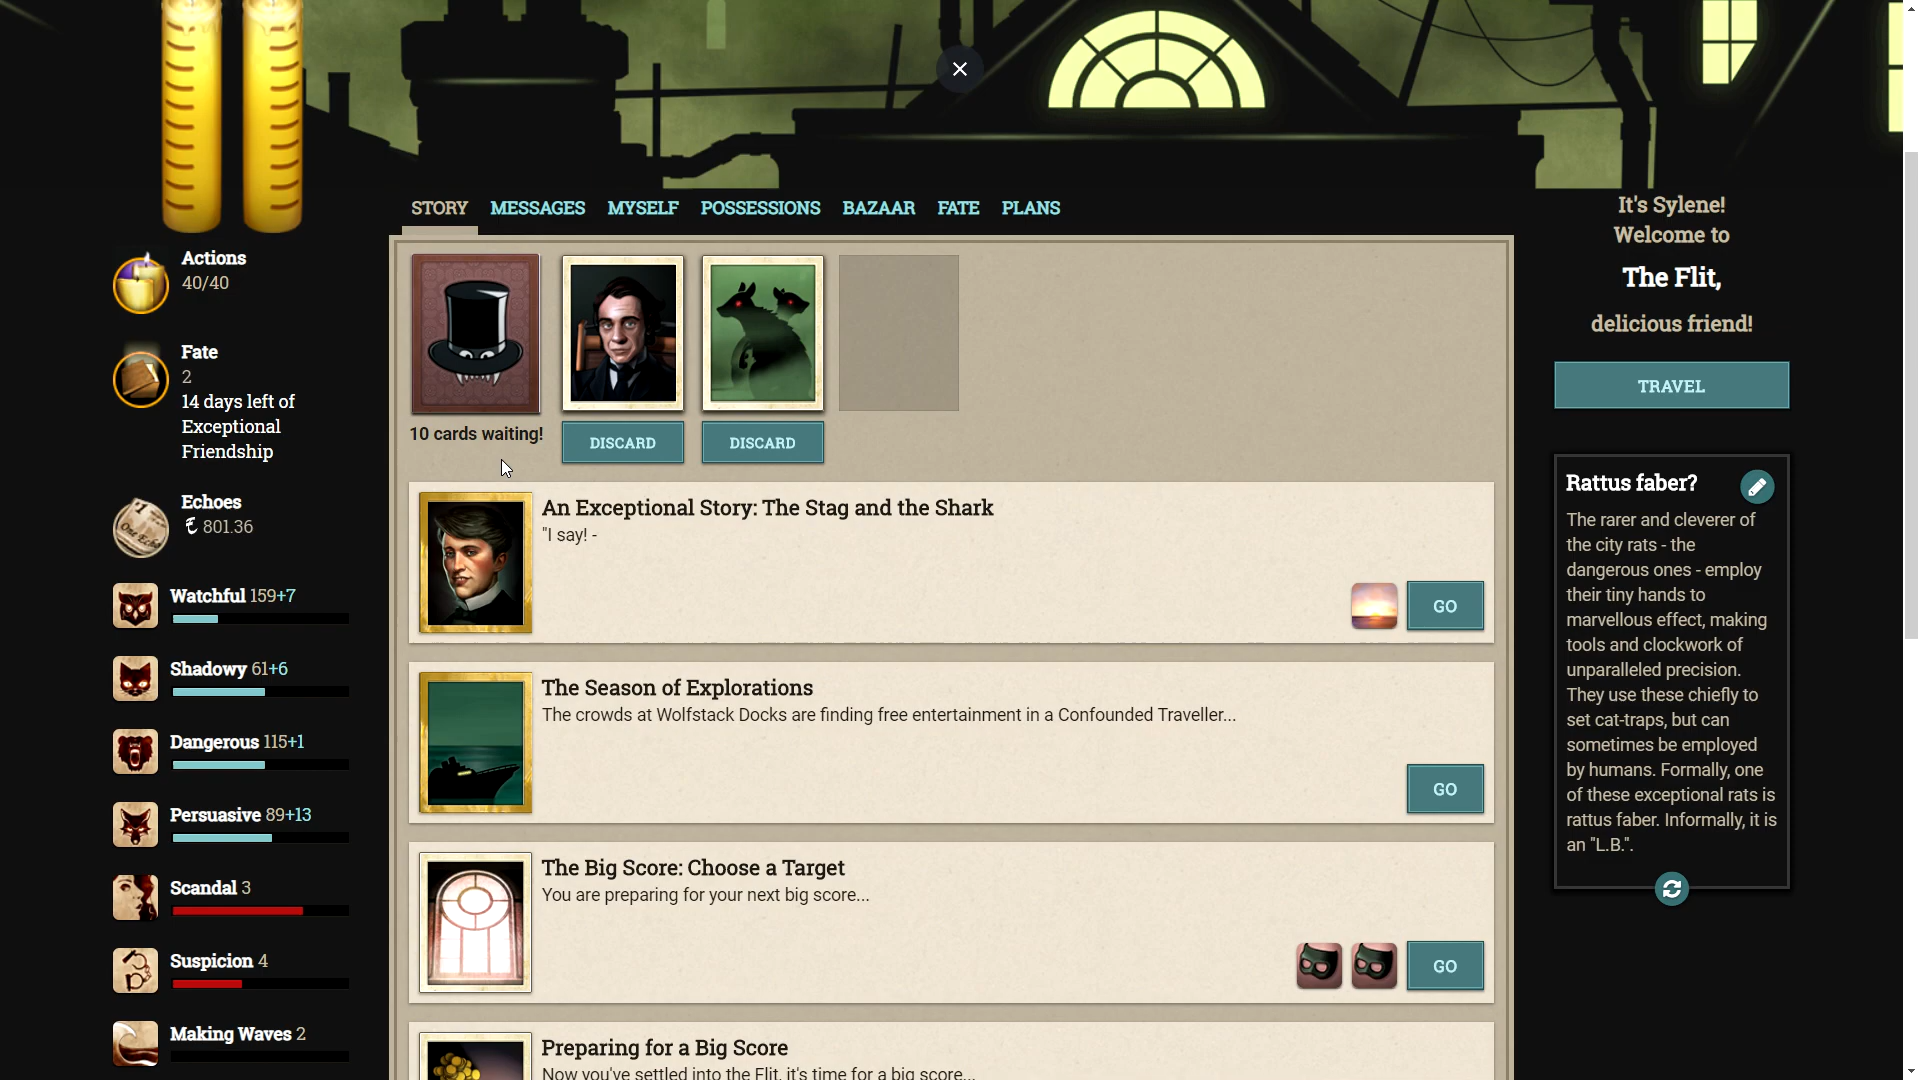 STORY MESSAGES MYSELF POSSESSIONS BAZAAR FATE PLANS
Actions
40/40
Fate
2
14 days left of
Exceptional
Friendship
Echoes
801.36
Watchful 159+7
Shadowy 61+6
Dangerous 115+1
Persuasive 89+13
Scandal 3
Suspicion 4
Making Waves 2
10 cards waiting!
DISCARD
DISCARD
An Exceptional Story: The Stag and the Shark
"I say! -
GO
The Season of Explorations
The crowds at Wolfstack Docks are finding free entertainment in a Confounded Traveller...
GO
The Big Score: Choose a Target
You are preparing for your next big score...
GO
Preparing for a Big Score
Now you've settled into the Flit, it's time for a big score...
It's Sylene!
Welcome to
The Flit,
delicious friend!
TRAVEL
Rattus faber?
The rarer and cleverer of
the city rats - the
dangerous ones - employ
their tiny hands to
marvellous effect, making
tools and clockwork of
unparalleled precision.
They use these chiefly to
set cat-traps, but can
sometimes be employed
by humans. Formally, one
of these exceptional rats is
rattus faber. Informally, it is
an "L.B.".